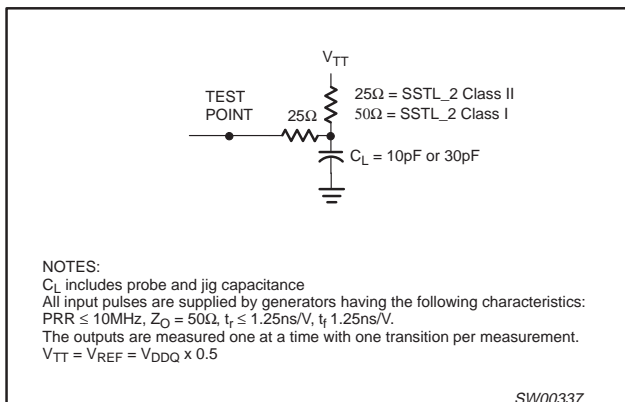 VTT
25Ω = SSTL_2 Class II
50Ω = SSTL_2 Class I
TEST
POINT
25Ω
CL = 10pF or 30pF
NOTES:
CL includes probe and jig capacitance
All input pulses are supplied by generators having the following characteristics:
PRR ≤ 10MHz, ZO = 50Ω, tr ≤ 1.25ns/V, tf 1.25ns/V.
The outputs are measured one at a time with one transition per measurement.
VTT = VREF = VDDQ x 0.5
SW00337